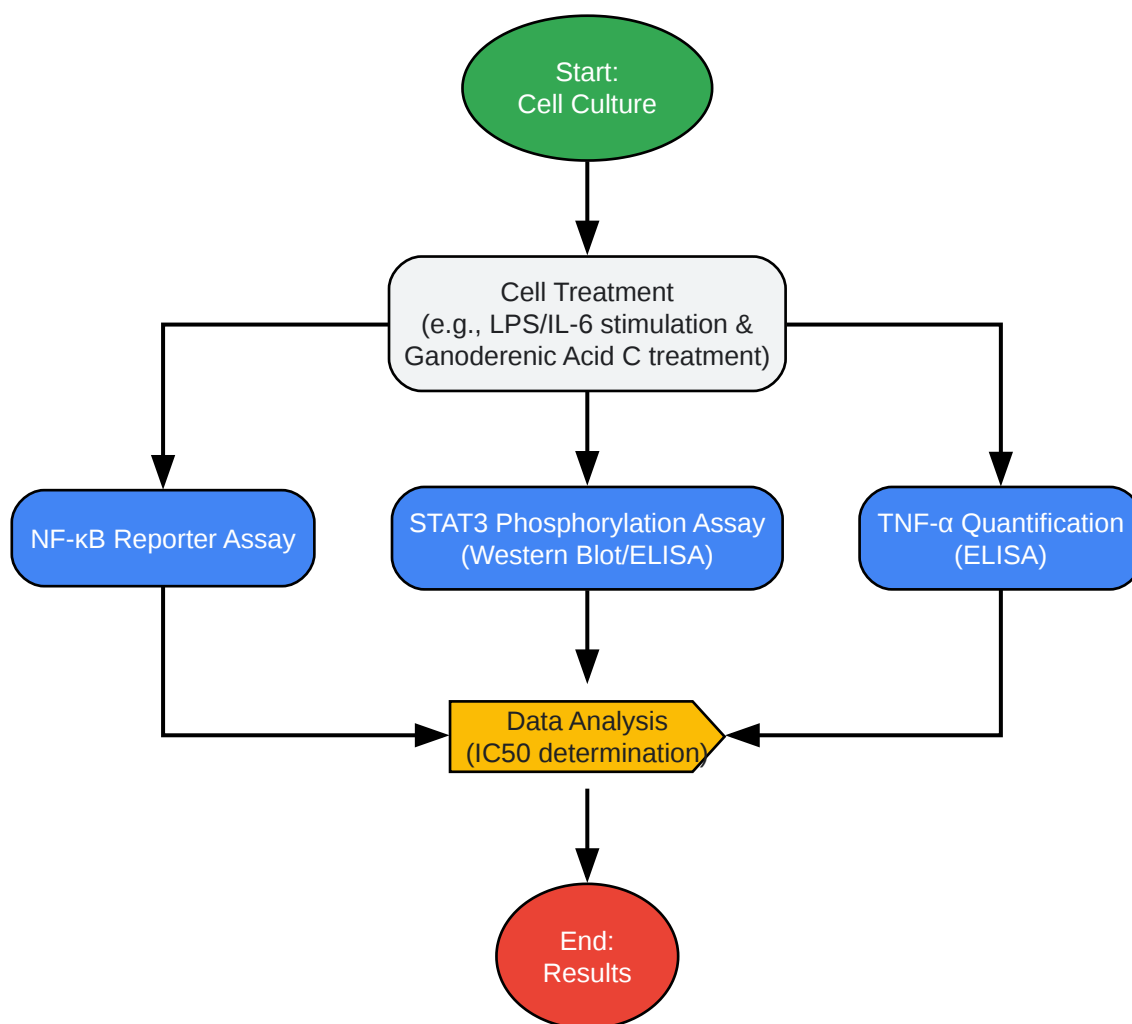 Start:
Cell Culture
Cell Treatment
(e.g., LPS/IL-6 stimulation &
Ganoderenic Acid C treatment)
NF-κB Reporter Assay
STAT3 Phosphorylation Assay
(Western Blot/ELISA)
TNF-α Quantification
(ELISA)
Data Analysis
(IC50 determination)
End:
Results